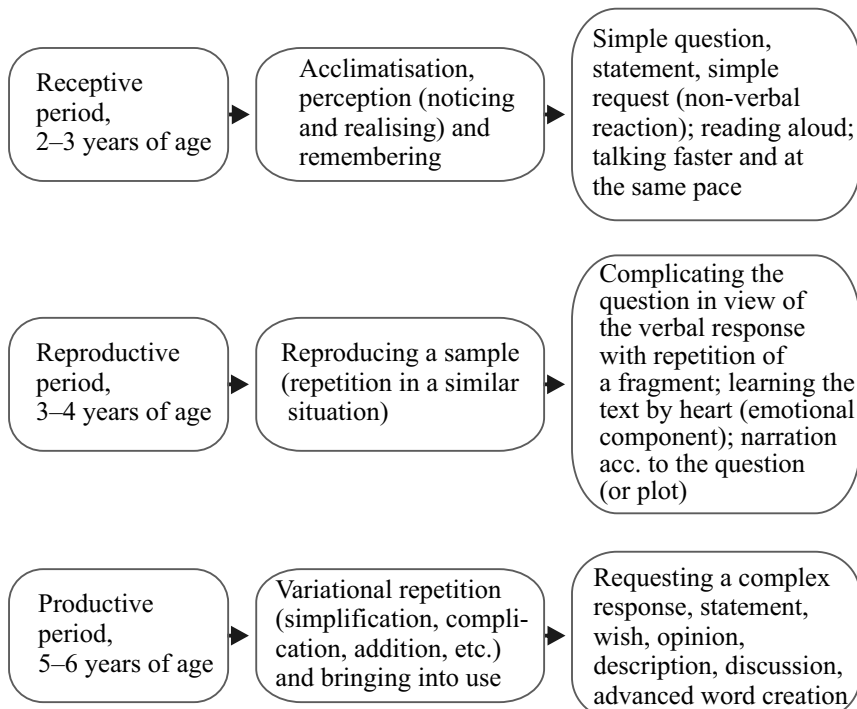 Receptive
period,
2–3 years of age
Acclimatisation,
perception (noticing
and realising) and
remembering
Simple question,
statement, simple
request (non-verbal
reaction); reading aloud;
talking faster and at
the same pace
Reproductive
period,
3–4 years of age
Reproducing a sample
(repetition in a similar
situation)
Complicating the
question in view of
the verbal response
with repetition of
a fragment; learning the
text by heart (emotional
component); narration
acc. to the question
(or plot)
Productive
period,
5–6 years of age
Variational repetition
(simplification, compli-
cation, addition, etc.)
and bringing into use
Requesting a complex
response, statement,
wish, opinion,
description, discussion,
advanced word creation